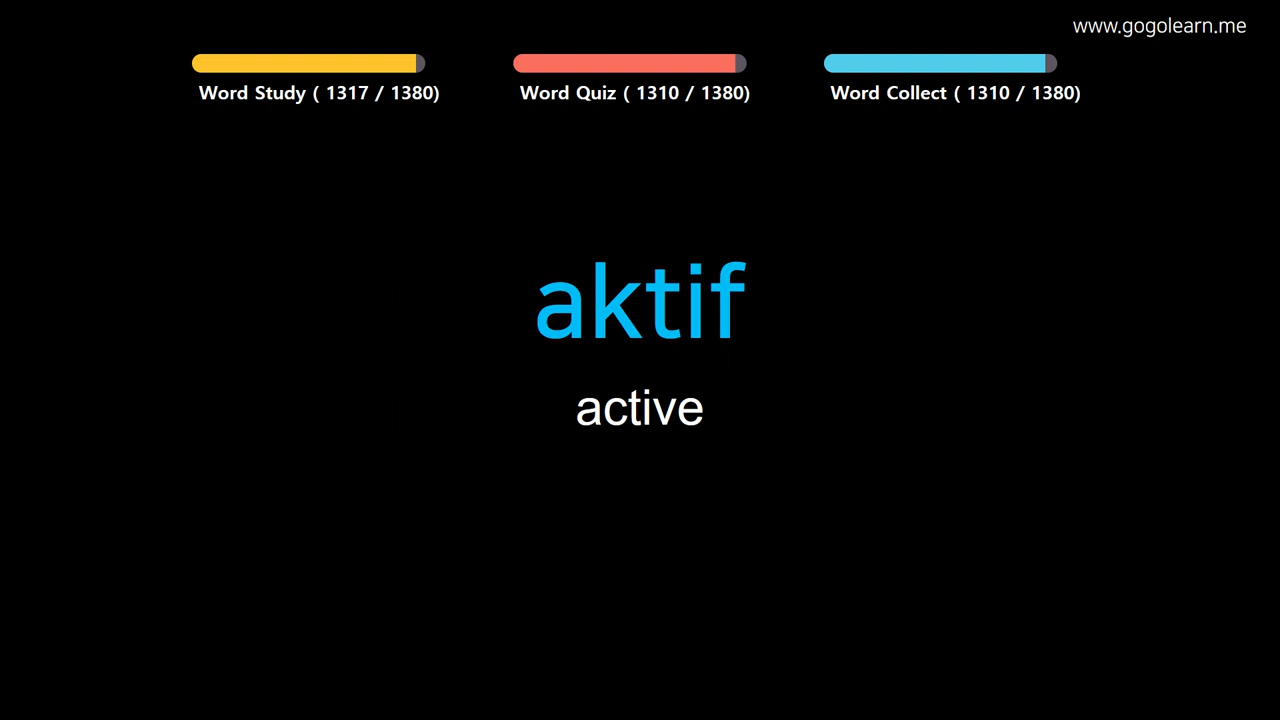 www.gogolearn.me
Word Study ( 1317 / 1380)
Word Quiz ( 1310 / 1380)
Word Collect ( 1310 / 1380)
aktif
active